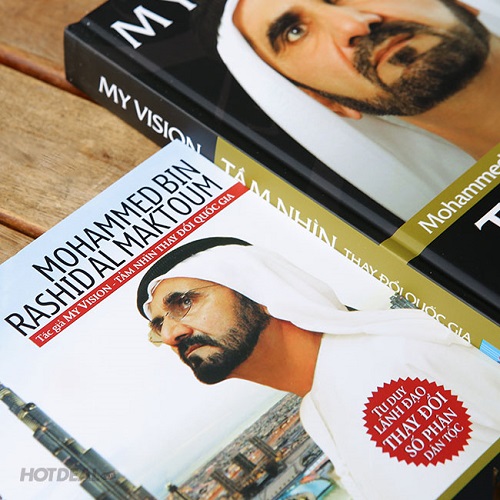 MY
MY VISION
TẦM NHÌN THAY ĐỔI QUỐC GIA
Mohammed
T
MOHAMMED BIN
RASHID AL MAKTOUM
Tác giả MY VISION - TẦM NHÌN THAY ĐỔI QUỐC GIA
TƯ DUY
LÃNH ĐẠO
THAY ĐỔI
SỐ PHẬN
DÂN TỘC
HOTDEAL